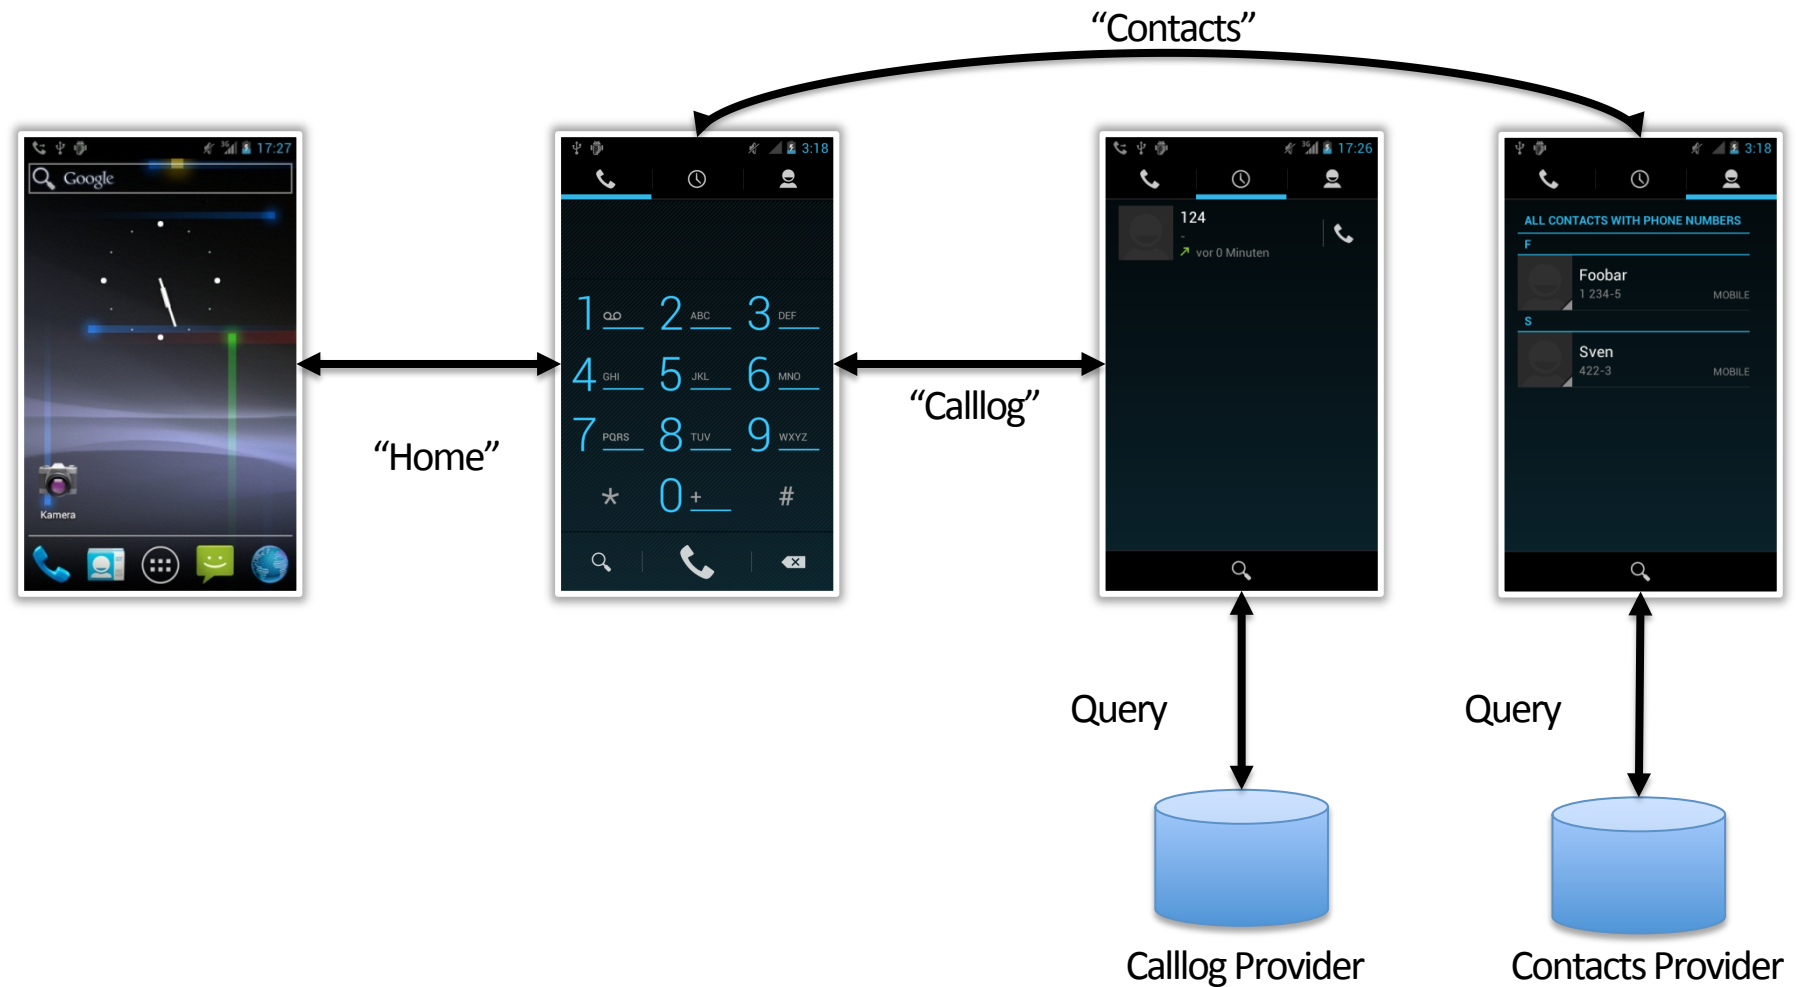 “Contacts”
17:27
Google
Kamera
“Home”
3:18
1
2 ABC
3 DEF
4 GHI
5 JKL
6 MNO
7 PQRS
8 TUV
9 WXYZ
*
0 +
#
“Calllog”
3G 17:26
124
-
vor 0 Minuten
3:18
ALL CONTACTS WITH PHONE NUMBERS
F
Foobar
1 234-5 MOBILE
S
Sven
422-3 MOBILE
Query
Query
Calllog Provider
Contacts Provider